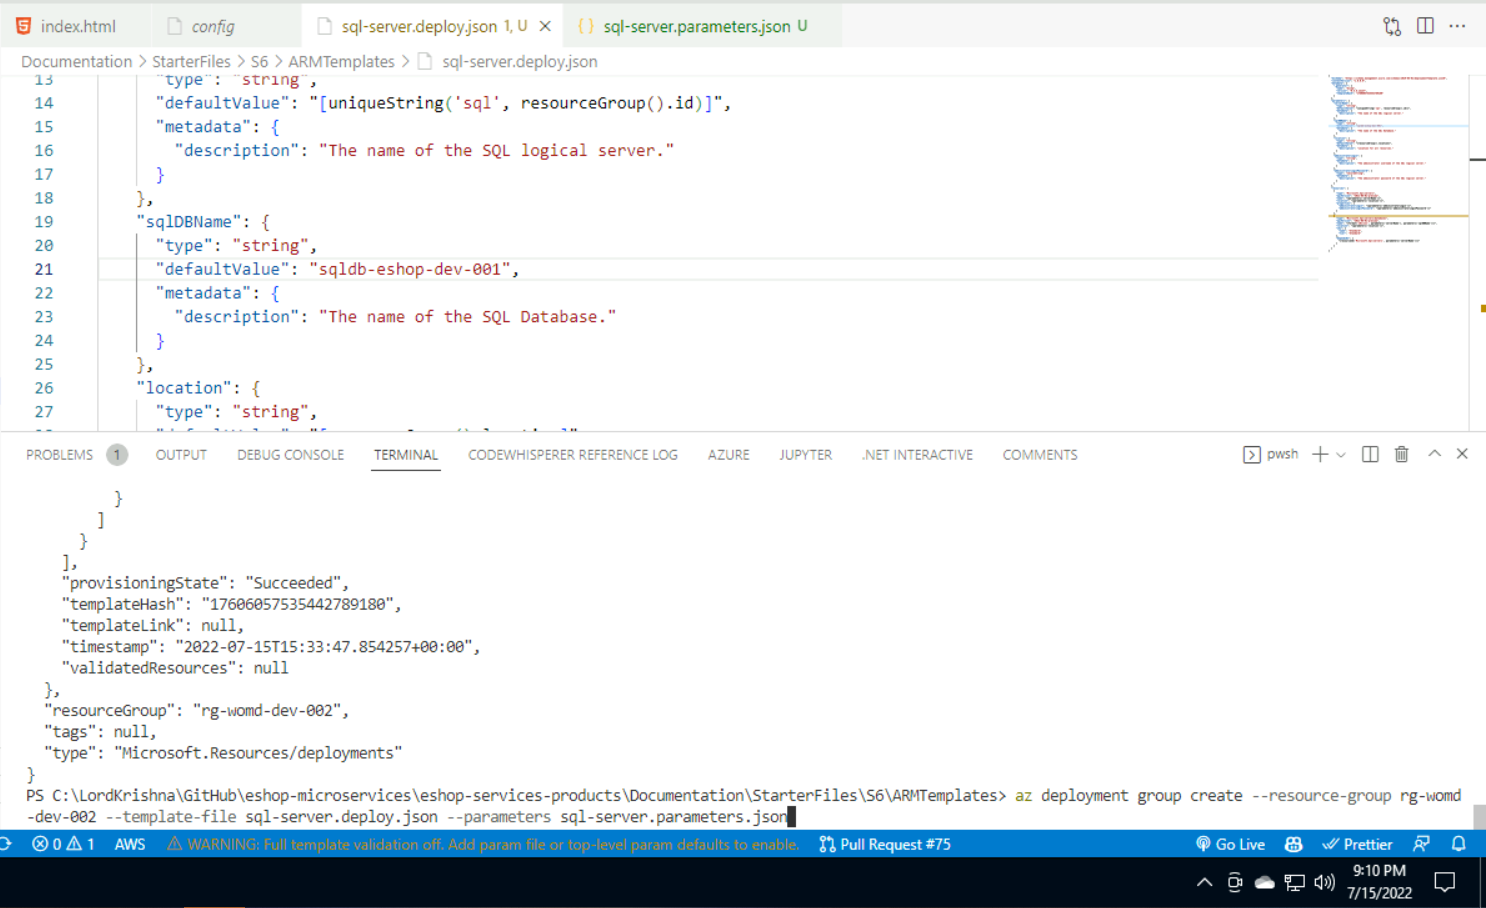 index.html
config
sql-server.deploy.json 1, U
sql-server.parameters.json U
Documentation > StarterFiles > S6 > ARMTemplates > sql-server.deploy.json
13 "type": "string",
14 "defaultValue": "[uniqueString('sql', resourceGroup().id)]",
15 "metadata": {
16 "description": "The name of the SQL logical server."
17 }
18 },
19 "sqlDBName": {
20 "type": "string",
21 "defaultValue": "sqldb-eshop-dev-001",
22 "metadata": {
23 "description": "The name of the SQL Database."
24 }
25 },
26 "location": {
27 "type": "string",
PROBLEMS 1 OUTPUT DEBUG CONSOLE TERMINAL CODEWHISPERER REFERENCE LOG AZURE JUPYTER .NET INTERACTIVE COMMENTS pwsh
}
]
}
],
"provisioningState": "Succeeded",
"templateHash": "17606057535442789180",
"templateLink": null,
"timestamp": "2022-07-15T15:33:47.854257+00:00",
"validatedResources": null
},
"resourceGroup": "rg-womd-dev-002",
"tags": null,
"type": "Microsoft.Resources/deployments"
}
PS C:\LordKrishna\GitHub\eshop-microservices\eshop-services-products\Documentation\StarterFiles\S6\ARMTemplates> az deployment group create --resource-group rg-womd
-dev-002 --template-file sql-server.deploy.json --parameters sql-server.parameters.json
0 1 AWS WARNING: Full template validation off. Add param file or top-level param defaults to enable. Pull Request #75 Go Live Prettier
9:10 PM
7/15/2022